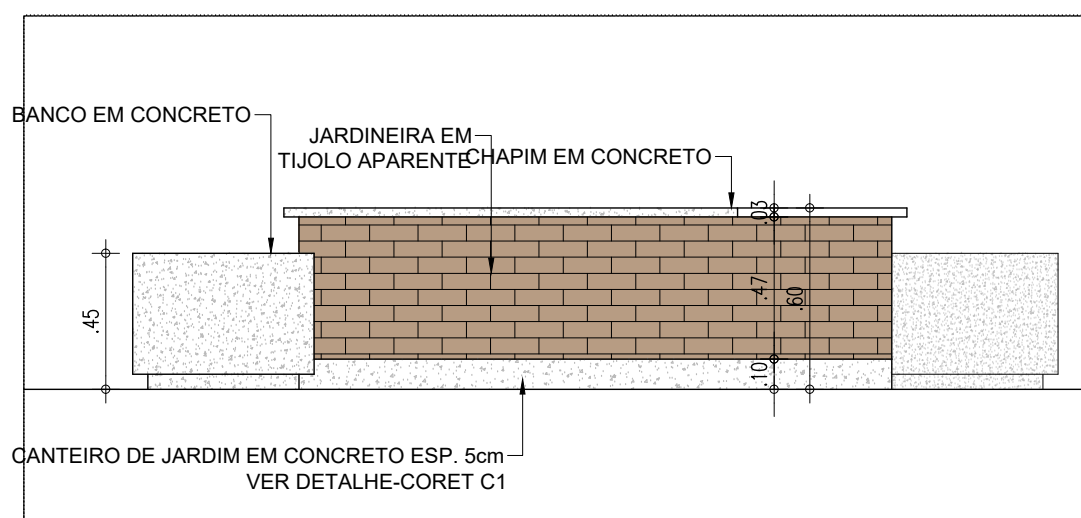 BANCO EM CONCRETO
JARDINEIRA EM
TIJOLO APARENTE
CHAPIM EM CONCRETO
.03
.47
.60
.45
.10
CANTEIRO DE JARDIM EM CONCRETO ESP. 5cm
VER DETALHE-CORET C1